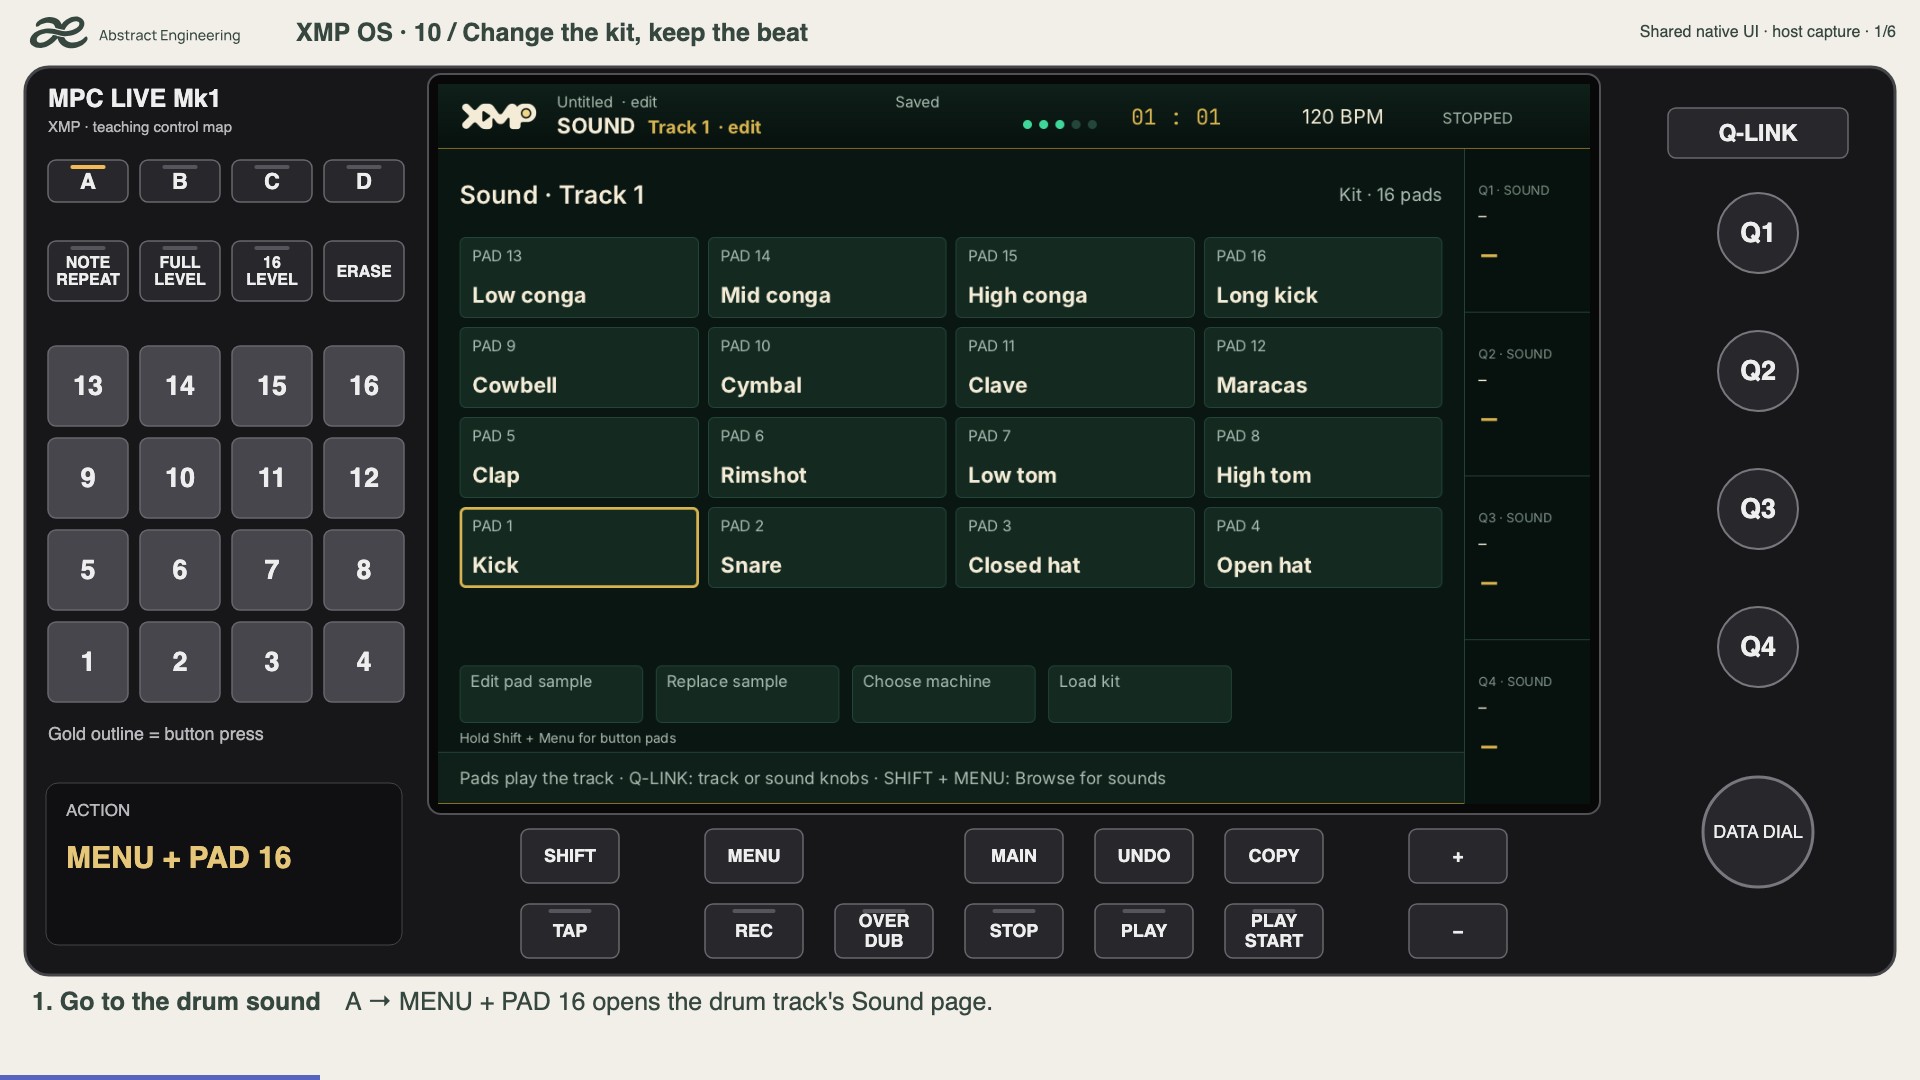 Abstract Engineering
XMP OS · 10 / Change the kit, keep the beat
Shared native UI · host capture · 1/6
MPC LIVE Mk1
XMP · teaching control map
A
B
C
D
NOTE REPEAT
FULL LEVEL
16 LEVEL
ERASE
13
14
15
16
9
10
11
12
5
6
7
8
1
2
3
4
Gold outline = button press
ACTION
MENU + PAD 16
XMP
Untitled · edit
Saved
SOUND Track 1 · edit
01 : 01
120 BPM
STOPPED
Sound · Track 1
Kit · 16 pads
PAD 13
Low conga
PAD 14
Mid conga
PAD 15
High conga
PAD 16
Long kick
PAD 9
Cowbell
PAD 10
Cymbal
PAD 11
Clave
PAD 12
Maracas
PAD 5
Clap
PAD 6
Rimshot
PAD 7
Low tom
PAD 8
High tom
PAD 1
Kick
PAD 2
Snare
PAD 3
Closed hat
PAD 4
Open hat
Edit pad sample
Replace sample
Choose machine
Load kit
Hold Shift + Menu for button pads
Pads play the track · Q-LINK: track or sound knobs · SHIFT + MENU: Browse for sounds
Q1 · SOUND
–
Q2 · SOUND
–
Q3 · SOUND
–
Q4 · SOUND
–
Q-LINK
Q1
Q2
Q3
Q4
DATA DIAL
SHIFT
MENU
MAIN
UNDO
COPY
+
TAP
REC
OVER DUB
STOP
PLAY
PLAY START
–
1. Go to the drum sound A → MENU + PAD 16 opens the drum track's Sound page.